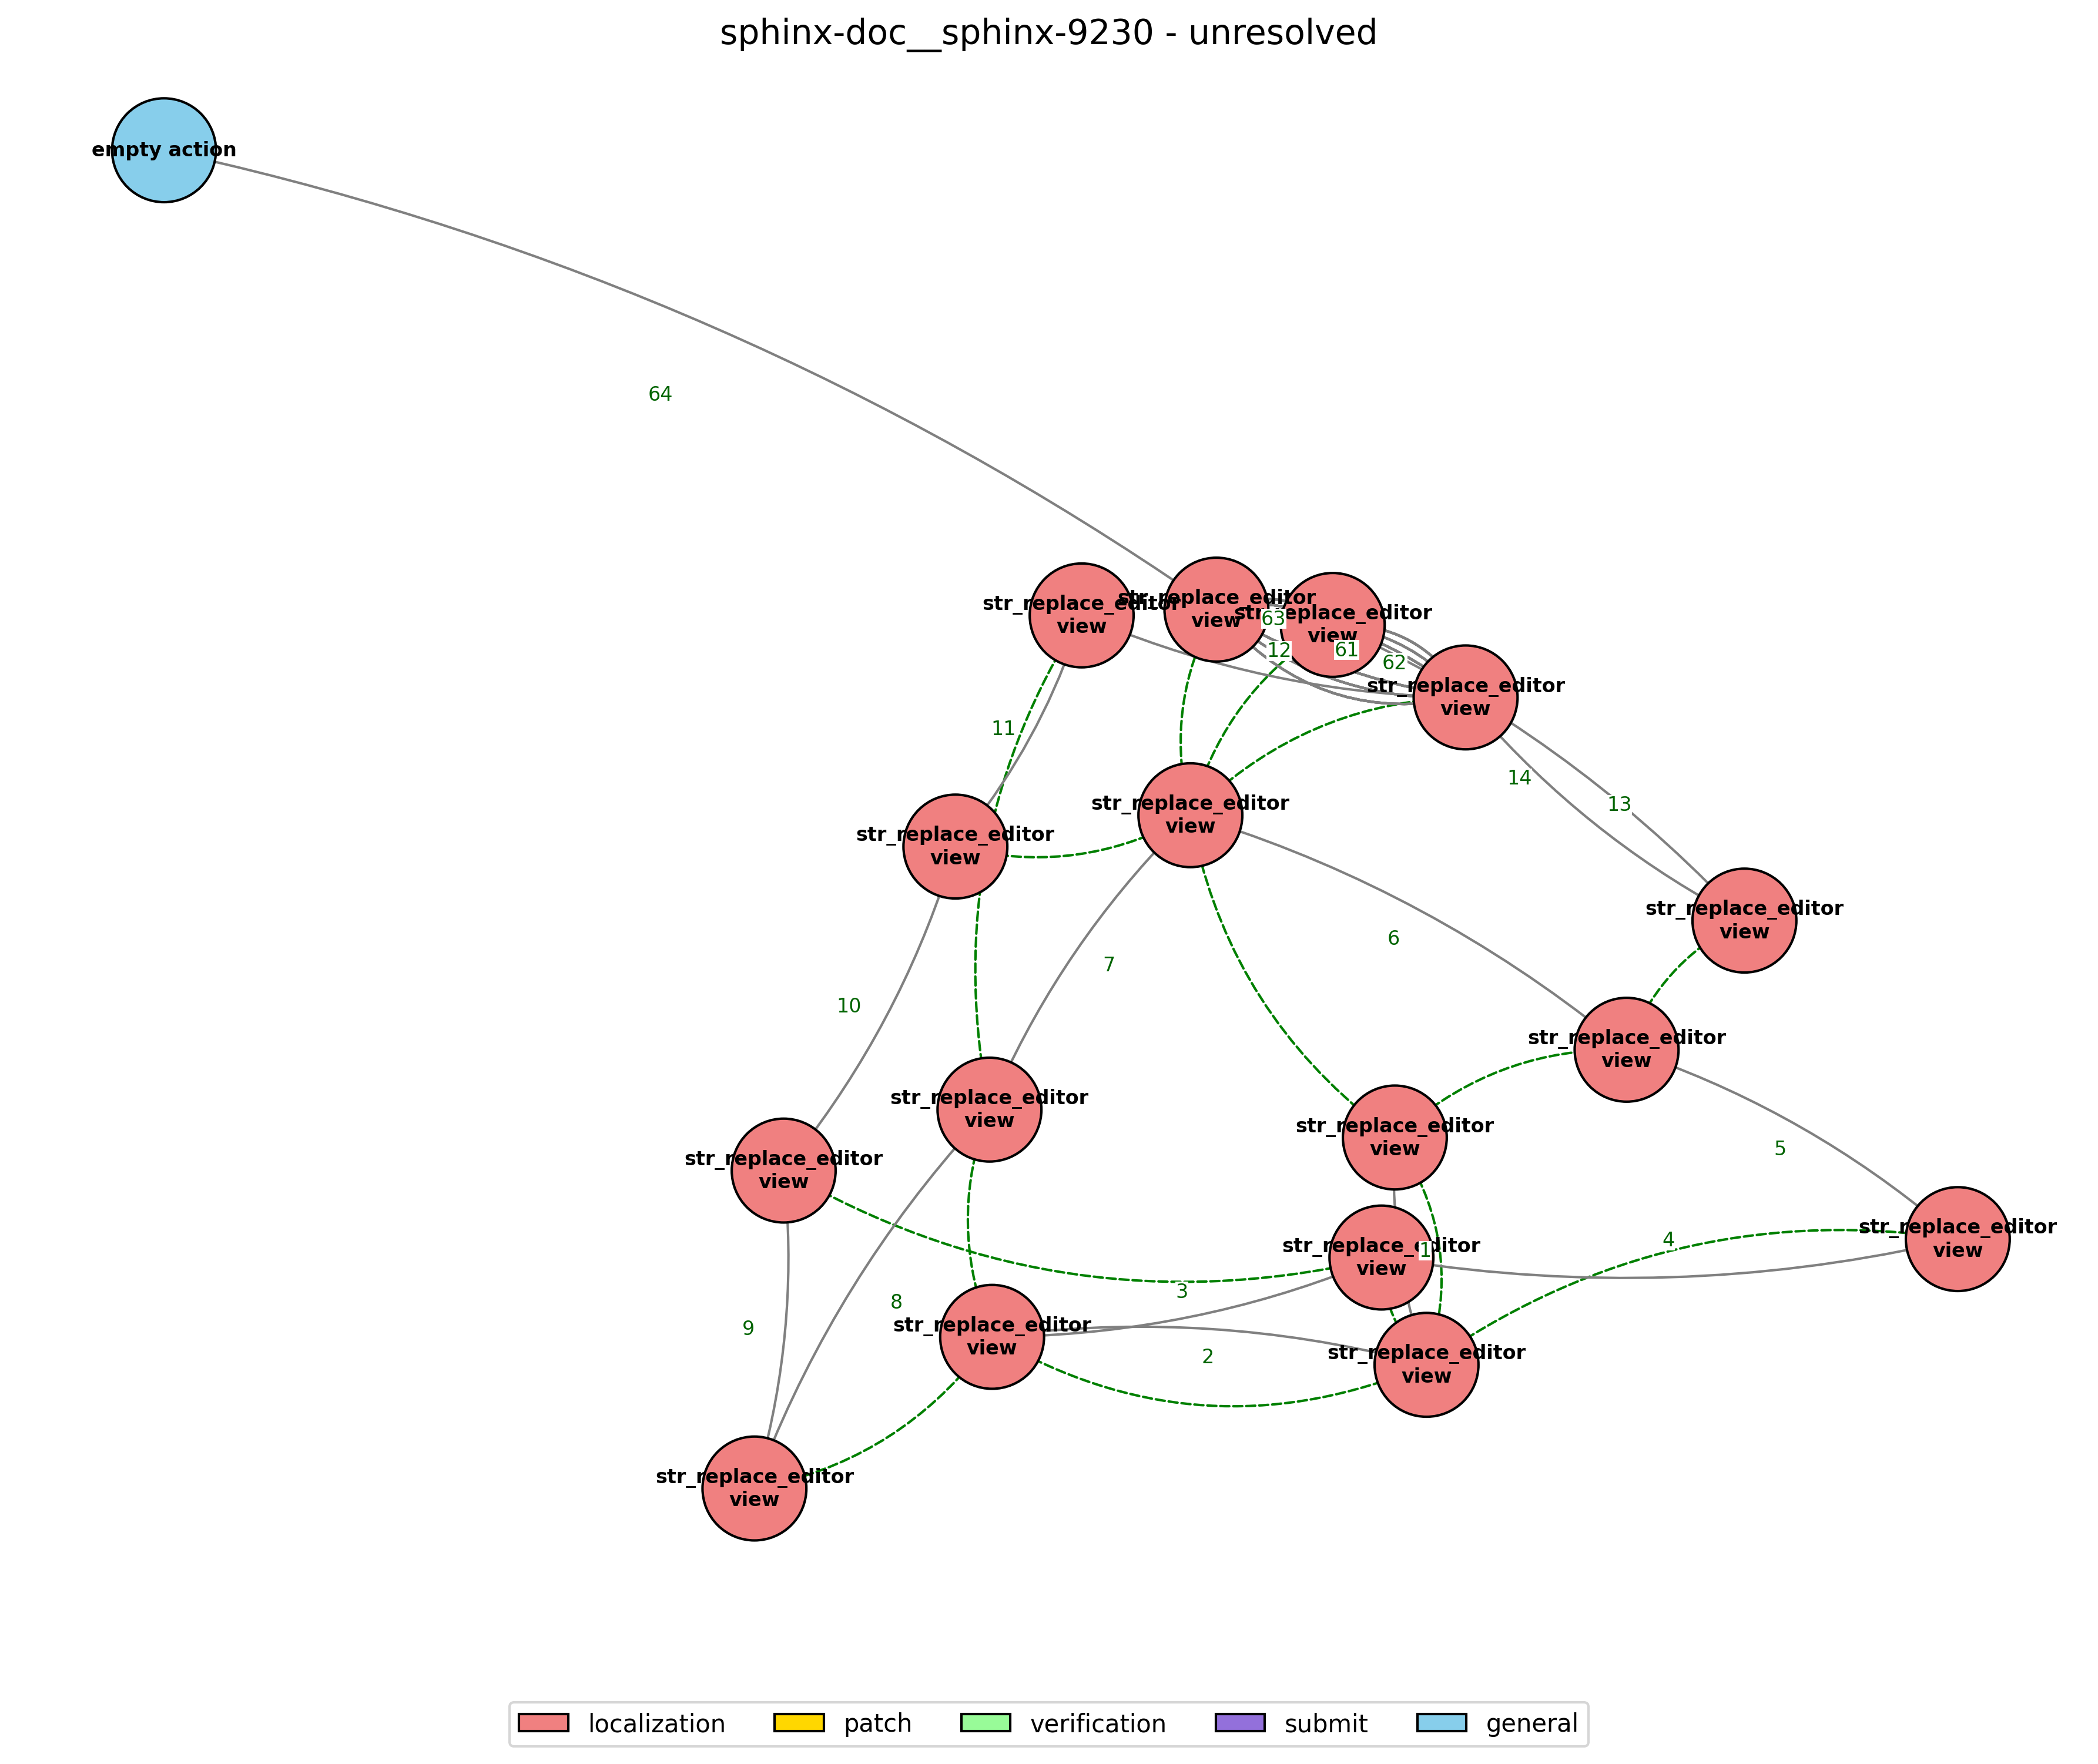 sphinx-doc__sphinx-9230 - unresolved
empty action
64
str_replace_editor
view
str_replace_editor
view
str_replace_editor
view
63
12
61
62
str_replace_editor
view
11
14
13
str_replace_editor
view
str_replace_editor
view
str_replace_editor
view
6
7
10
str_replace_editor
view
str_replace_editor
view
str_replace_editor
view
str_replace_editor
view
5
str_replace_editor
view
4
str_replace_editor
view
1
3
8
9
str_replace_editor
view
2
str_replace_editor
view
str_replace_editor
view
localization
patch
verification
submit
general